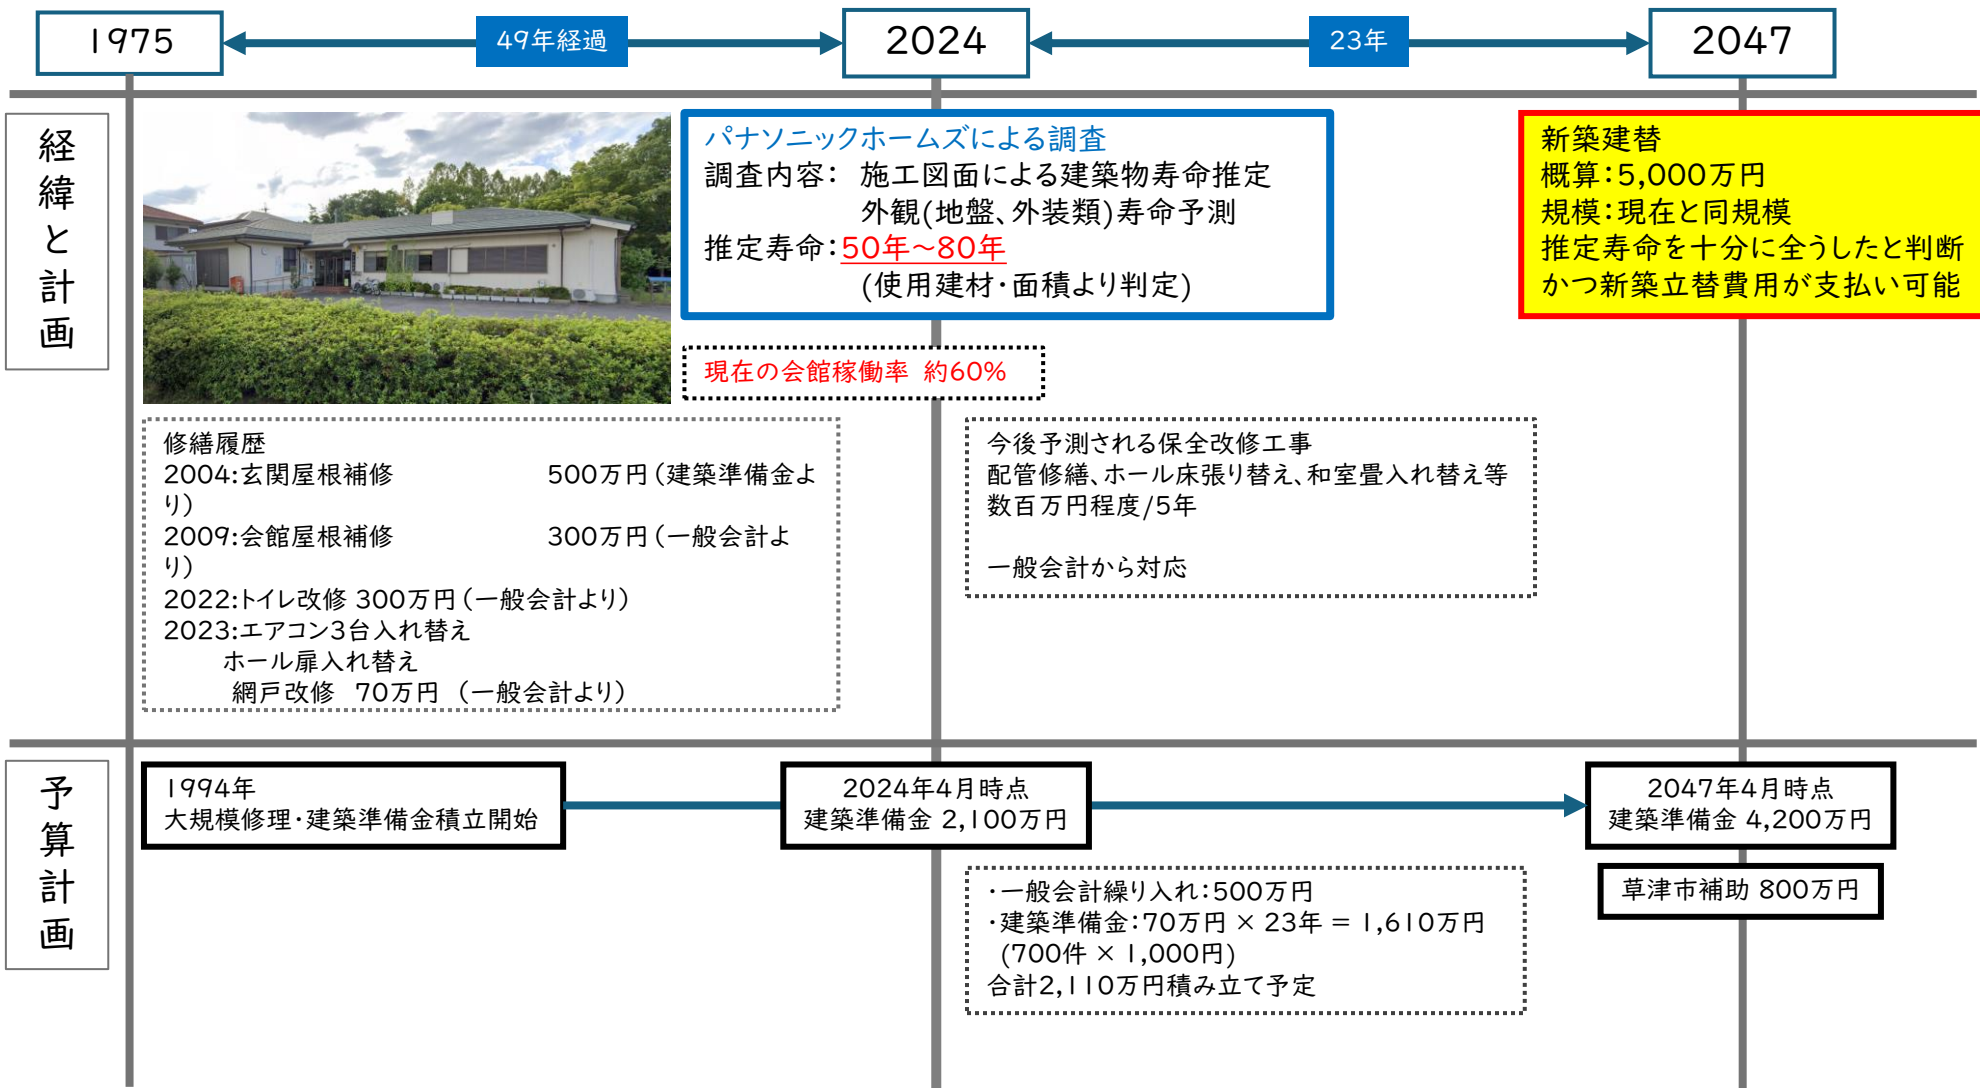 1975
49年経過
2024
23年
2047
経緯と計画
パナソニックホームズによる調査
調査内容： 施工図面による建築物寿命推定
外観(地盤、外装類)寿命予測
推定寿命：50年～80年
(使用建材・面積より判定)
新築建替
概算：5,000万円
規模：現在と同規模
推定寿命を十分に全うしたと判断
かつ新築立替費用が支払い可能
現在の会館稼働率 約60%
修繕履歴
2004:玄関屋根補修 500万円（建築準備金よ
り）
2009:会館屋根補修 300万円（一般会計よ
り）
2022:トイレ改修 300万円（一般会計より）
2023:エアコン3台入れ替え
ホール扉入れ替え
網戸改修 70万円 （一般会計より）
今後予測される保全改修工事
配管修繕、ホール床張り替え、和室畳入れ替え等
数百万円程度/5年
一般会計から対応
予算計画
1994年
大規模修理・建築準備金積立開始
2024年4月時点
建築準備金 2,100万円
2047年4月時点
建築準備金 4,200万円
・一般会計繰り入れ：500万円
・建築準備金：70万円 × 23年 = 1,610万円
(700件 × 1,000円)
合計2,110万円積み立て予定
草津市補助 800万円